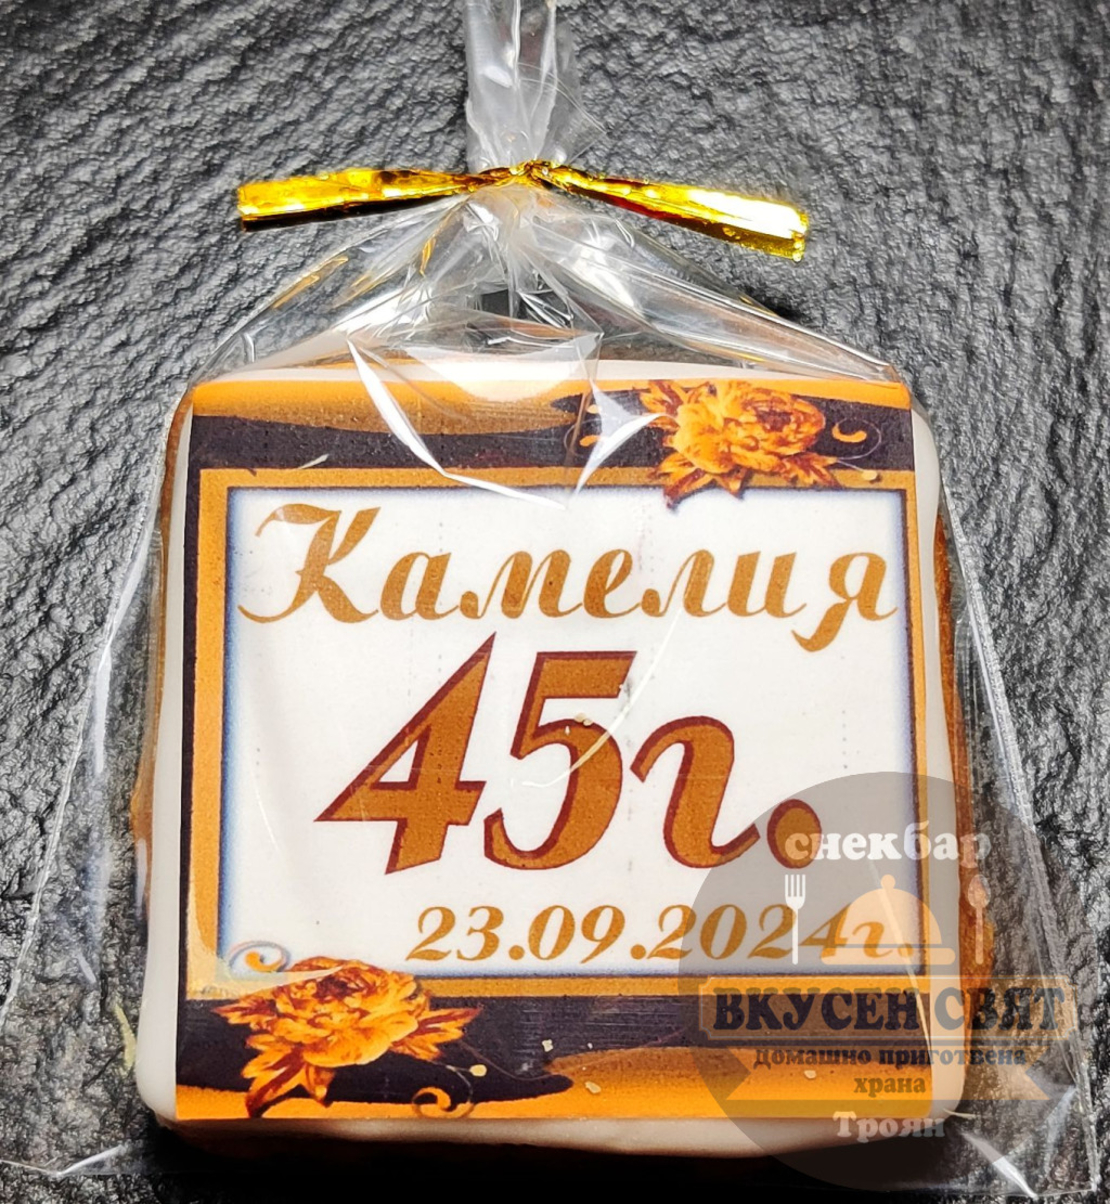 Камелия
45г.
23.09.2024г.
снекбар
ВКУСЕН СВЯТ
домашно приготвена
храна
Троян